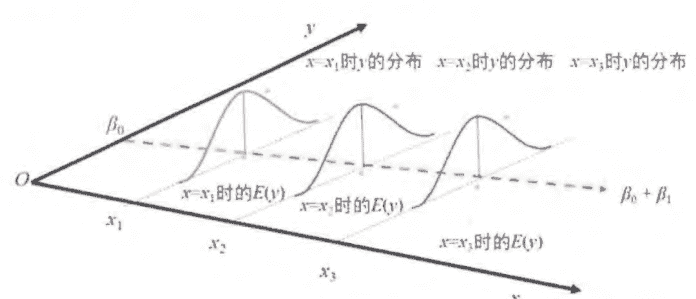 y
x=x₁时y的分布 x=x₂时y的分布 x=x₃时y的分布
β₀
O
x=x₁时的E(y)
x=x₂时的E(y)
β₀ + β₁
x₁
x₂
x=x₃时的E(y)
x₃
x